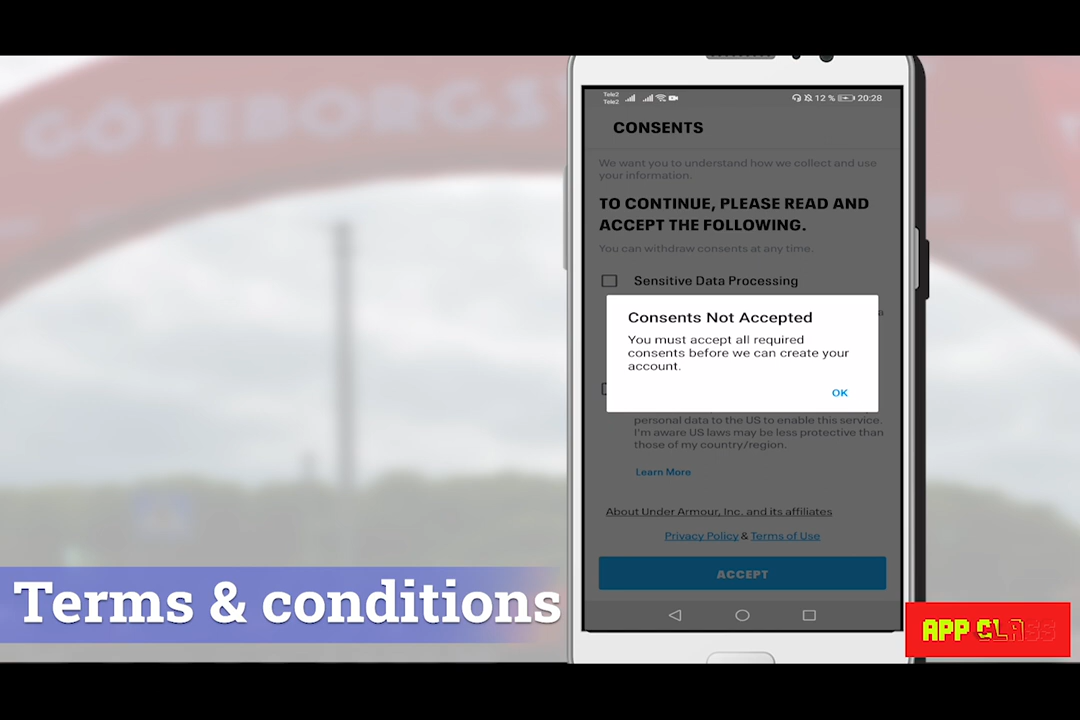 GÖTEBORGS
Tele2
Tele2
12 %
20:28
CONSENTS
We want you to understand how we collect and use
your information.
TO CONTINUE, PLEASE READ AND
ACCEPT THE FOLLOWING.
You can withdraw consents at any time.
Sensitive Data Processing
Consents Not Accepted
You must accept all required
consents before we can create your
account.
OK
personal data to the US to enable this service.
I'm aware US laws may be less protective than
those of my country/region.
Learn More
About Under Armour, Inc. and its affiliates
Privacy Policy & Terms of Use
ACCEPT
Terms & conditions
APP CLASS